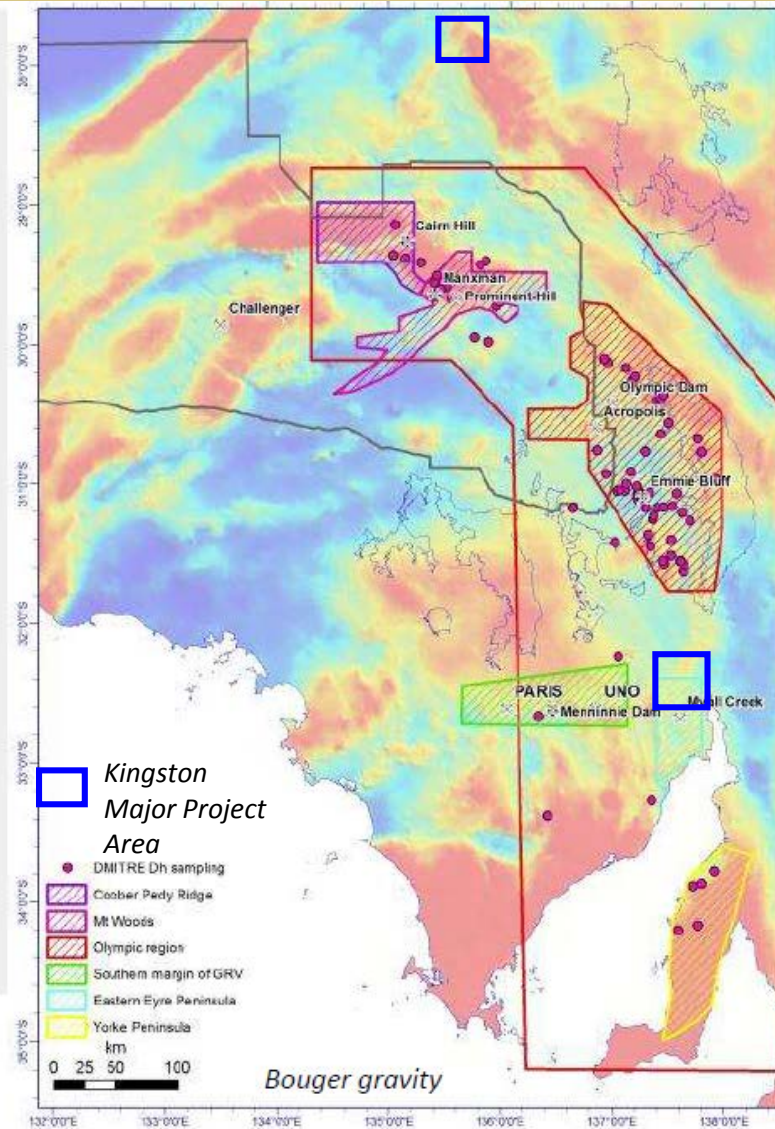 28°0'0"S
29°0'0"S
30°0'0"S
31°0'0"S
32°0'0"S
33°0'0"S
34°0'0"S
35°0'0"S
Cairn Hill
Manxman
Prominent Hill
Challenger
Olympic Dam
Acropolis
Emmie Bluff
PARIS
UNO
Menninnie Dam
Myall Creek
Kingston
Major Project
Area
DMITRE Dh sampling
Coober Pedy Ridge
Mt Woods
Olympic region
Southern margin of GRV
Eastern Eyre Peninsula
Yorke Peninsula
km
0 25 50 100
Bouger gravity
132°0'0"E 133°0'0"E 134°0'0"E 135°0'0"E 136°0'0"E 137°0'0"E 138°0'0"E